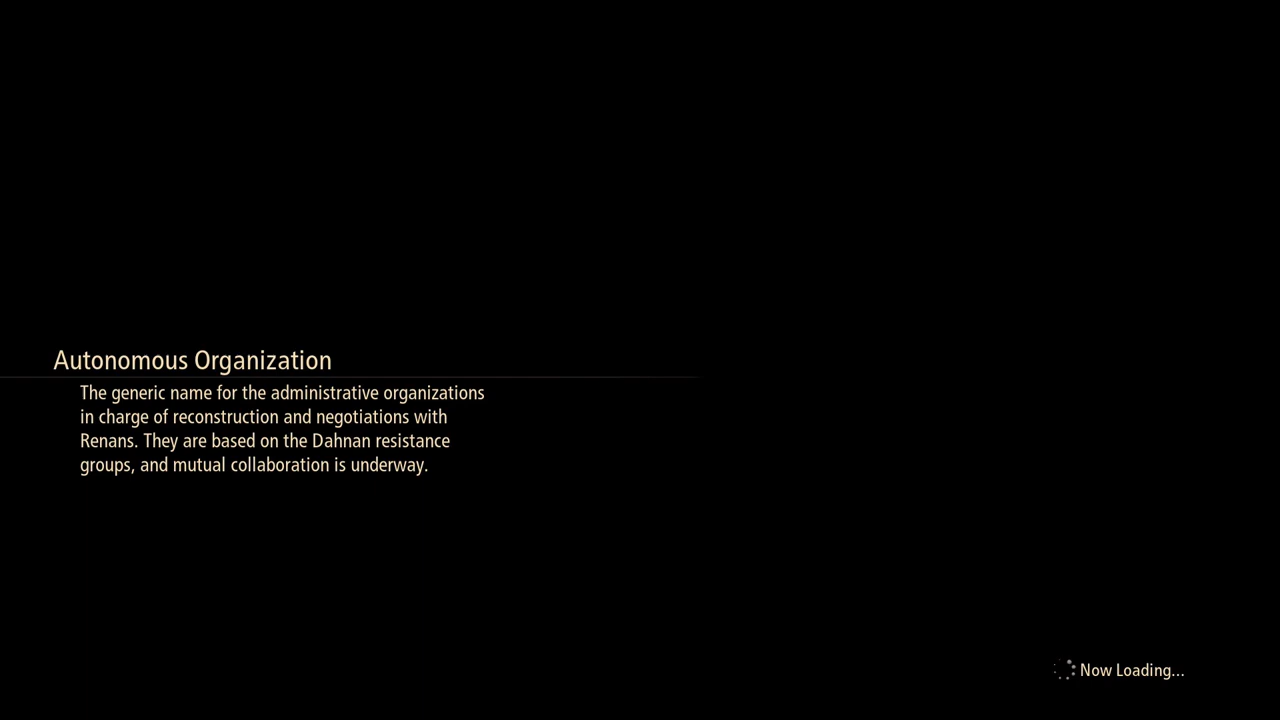 Autonomous Organization
The generic name for the administrative organizations
in charge of reconstruction and negotiations with
Renans. They are based on the Dahnan resistance
groups, and mutual collaboration is underway.
Now Loading...